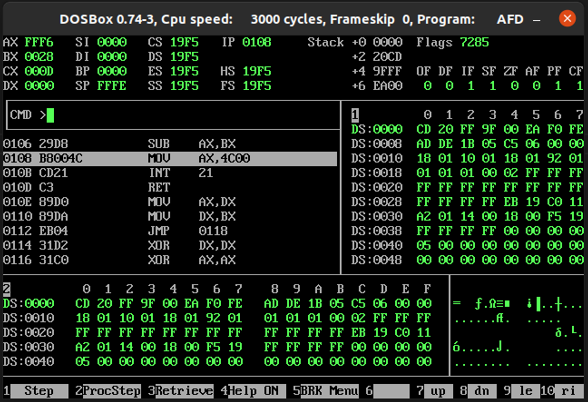 DOSBox 0.74-3, Cpu speed: 3000 cycles, Frameskip 0, Program: AFD
AX FFF6 SI 0000 CS 19F5 IP 0108 Stack +0 0000 Flags 7285
BX 0028 DI 0000 DS 19F5 +2 20CD
CX 000D BP 0000 ES 19F5 HS 19F5 +4 9FFF OF DF IF SF ZF AF PF CF
DX 0000 SP FFFE SS 19F5 FS 19F5 +6 EA00 0 0 1 1 0 0 1 1
CMD >
1 0 1 2 3 4 5 6 7
DS:0000 CD 20 FF 9F 00 EA F0 FE
0106 29D8 SUB AX,BX DS:0008 AD DE 1B 05 C5 06 00 00
0108 B8004C MOV AX,4C00 DS:0010 18 01 10 01 18 01 92 01
010B CD21 INT 21 DS:0018 01 01 01 00 02 FF FF FF
010D C3 RET DS:0020 FF FF FF FF FF FF FF FF
010E 89D0 MOV AX,DX DS:0028 FF FF FF FF EB 19 C0 11
0110 89DA MOV DX,BX DS:0030 A2 01 14 00 18 00 F5 19
0112 EB04 JMP 0118 DS:0038 FF FF FF FF 00 00 00 00
0114 31D2 XOR DX,DX DS:0040 05 00 00 00 00 00 00 00
0116 31C0 XOR AX,AX DS:0048 00 00 00 00 00 00 00 00
2 0 1 2 3 4 5 6 7 8 9 A B C D E F
DS:0000 CD 20 FF 9F 00 EA F0 FE AD DE 1B 05 C5 06 00 00
DS:0010 18 01 10 01 18 01 92 01 01 01 01 00 02 FF FF FF
DS:0020 FF FF FF FF FF FF FF FF FF FF FF FF EB 19 C0 11
DS:0030 A2 01 14 00 18 00 F5 19 FF FF FF FF 00 00 00 00
DS:0040 05 00 00 00 00 00 00 00 00 00 00 00 00 00 00 00
1 Step 2ProcStep 3Retrieve 4Help ON 5BRK Menu 6 7 up 8 dn 9 le 10 ri